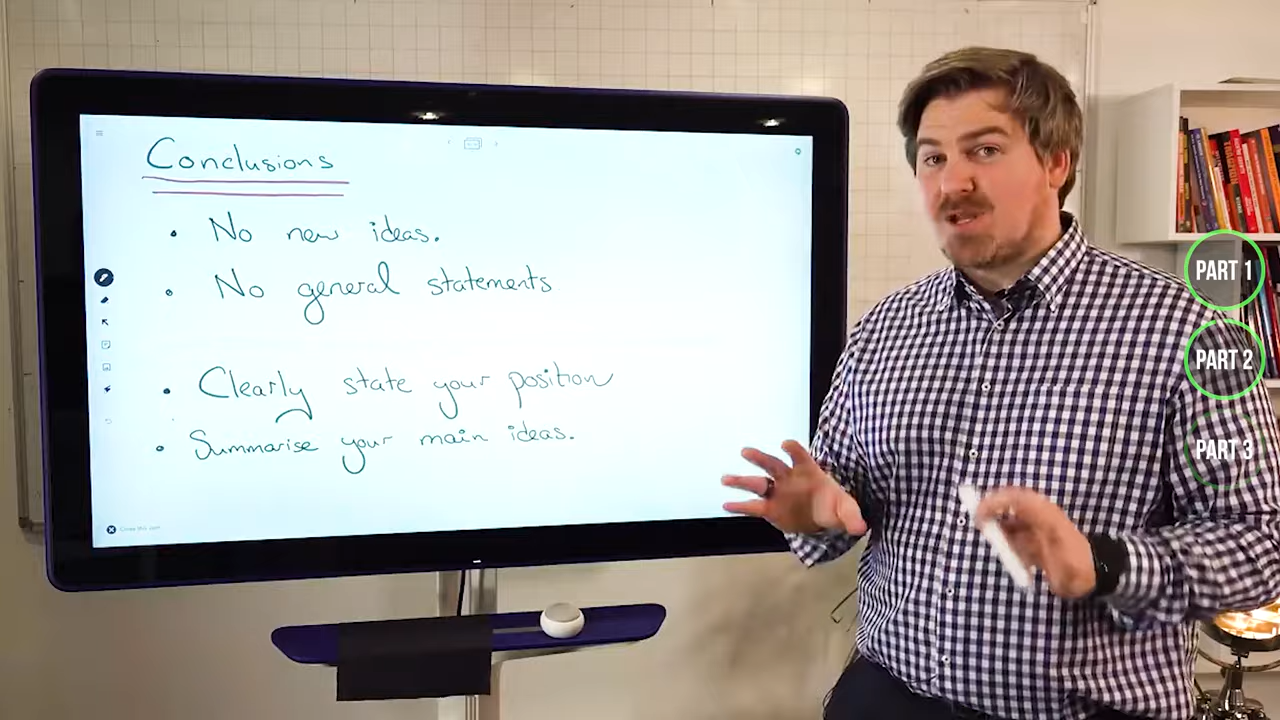 Conclusions
• No new ideas.
• No general statements
• Clearly state your position
• Summarise your main ideas.
PART 1
PART 2
PART 3